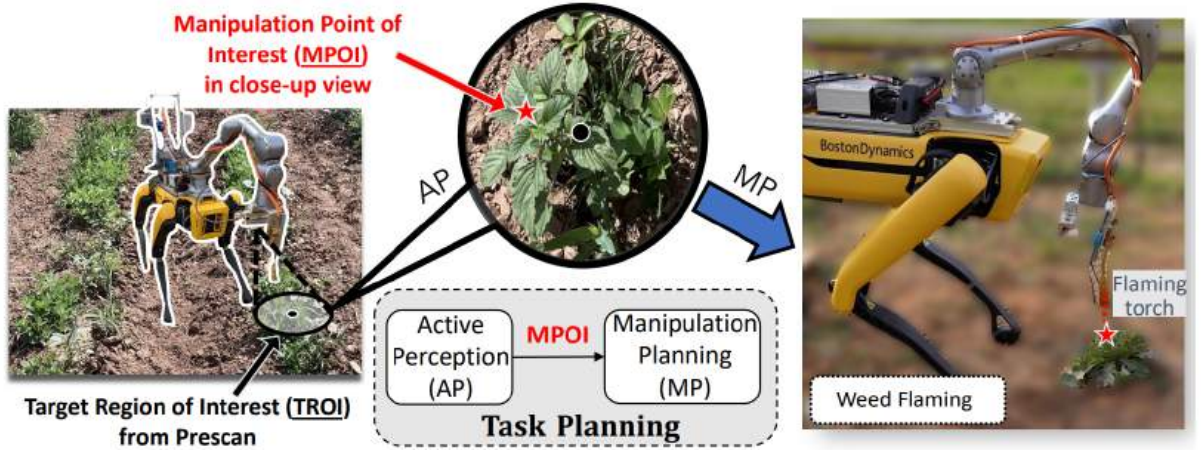 Manipulation Point of
Interest (MPOI)
in close-up view
AP
MP
BostonDynamics
Flaming
torch
Weed Flaming
Target Region of Interest (TROI)
from Prescan
Active
Perception
(AP)
MPOI
Manipulation
Planning
(MP)
Task Planning